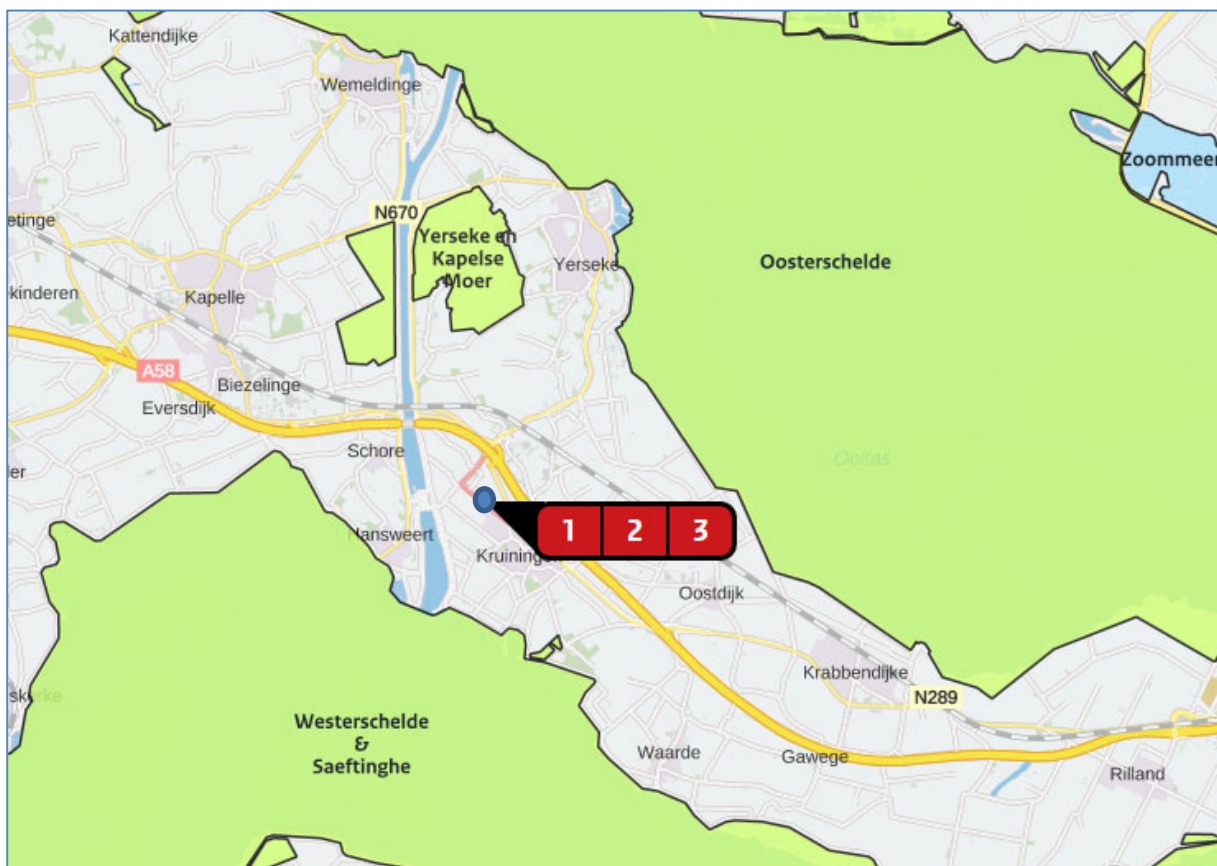 Kattendijke
Wemeldinge
Zoommeer
N670
etinge
Yerseke en
Kapelse
Moer
Yerseke
Oosterschelde
kinderen
Kapelle
A58
Biezelinge
Eversdijk
Schore
Ooitas
er
1 2 3
Hansweert
Kruiningen
Oostdijk
Krabbendijke
skerke
N289
Westerschelde
&
Saeftinghe
Waarde
Gawege
Rilland